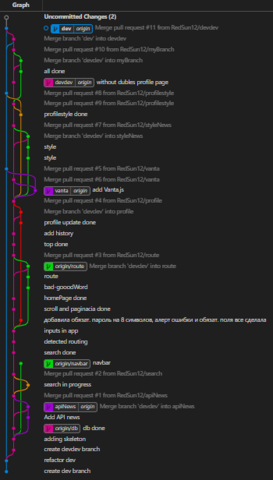 Graph
Uncommitted Changes (2)
dev origin Merge pull request #11 from RedSun12/devdev
Merge branch 'dev' into devdev
Merge pull request #10 from RedSun12/myBranch
Merge branch 'devdev' into myBranch
all done
devdev origin without dubles profile page
Merge pull request #8 from RedSun12/profilestyle
Merge pull request #9 from RedSun12/profilestyle
profilestyle done
Merge pull request #7 from RedSun12/styleNews
Merge branch 'devdev' into styleNews
style
style
Merge pull request #5 from RedSun12/vanta
Merge pull request #6 from RedSun12/vanta
vanta origin add Vanta.js
Merge pull request #4 from RedSun12/profile
Merge branch 'devdev' into profile
profile update done
add history
top done
Merge pull request #3 from RedSun12/route
origin/route Merge branch 'devdev' into route
route
bad-gooodWord
homePage done
scroll and paginacia done
добавила обязат. пароль на 8 символов, алерт ошибки и обязат. поля все сделала
inputs in app
detected routing
search done
origin/navbar navbar
Merge pull request #2 from RedSun12/search
search in progress
Merge pull request #1 from RedSun12/apiNews
apiNews origin Merge branch 'devdev' into apiNews
Add API news
origin/db db done
adding skeleton
create devdev branch
refactor dev
create dev branch